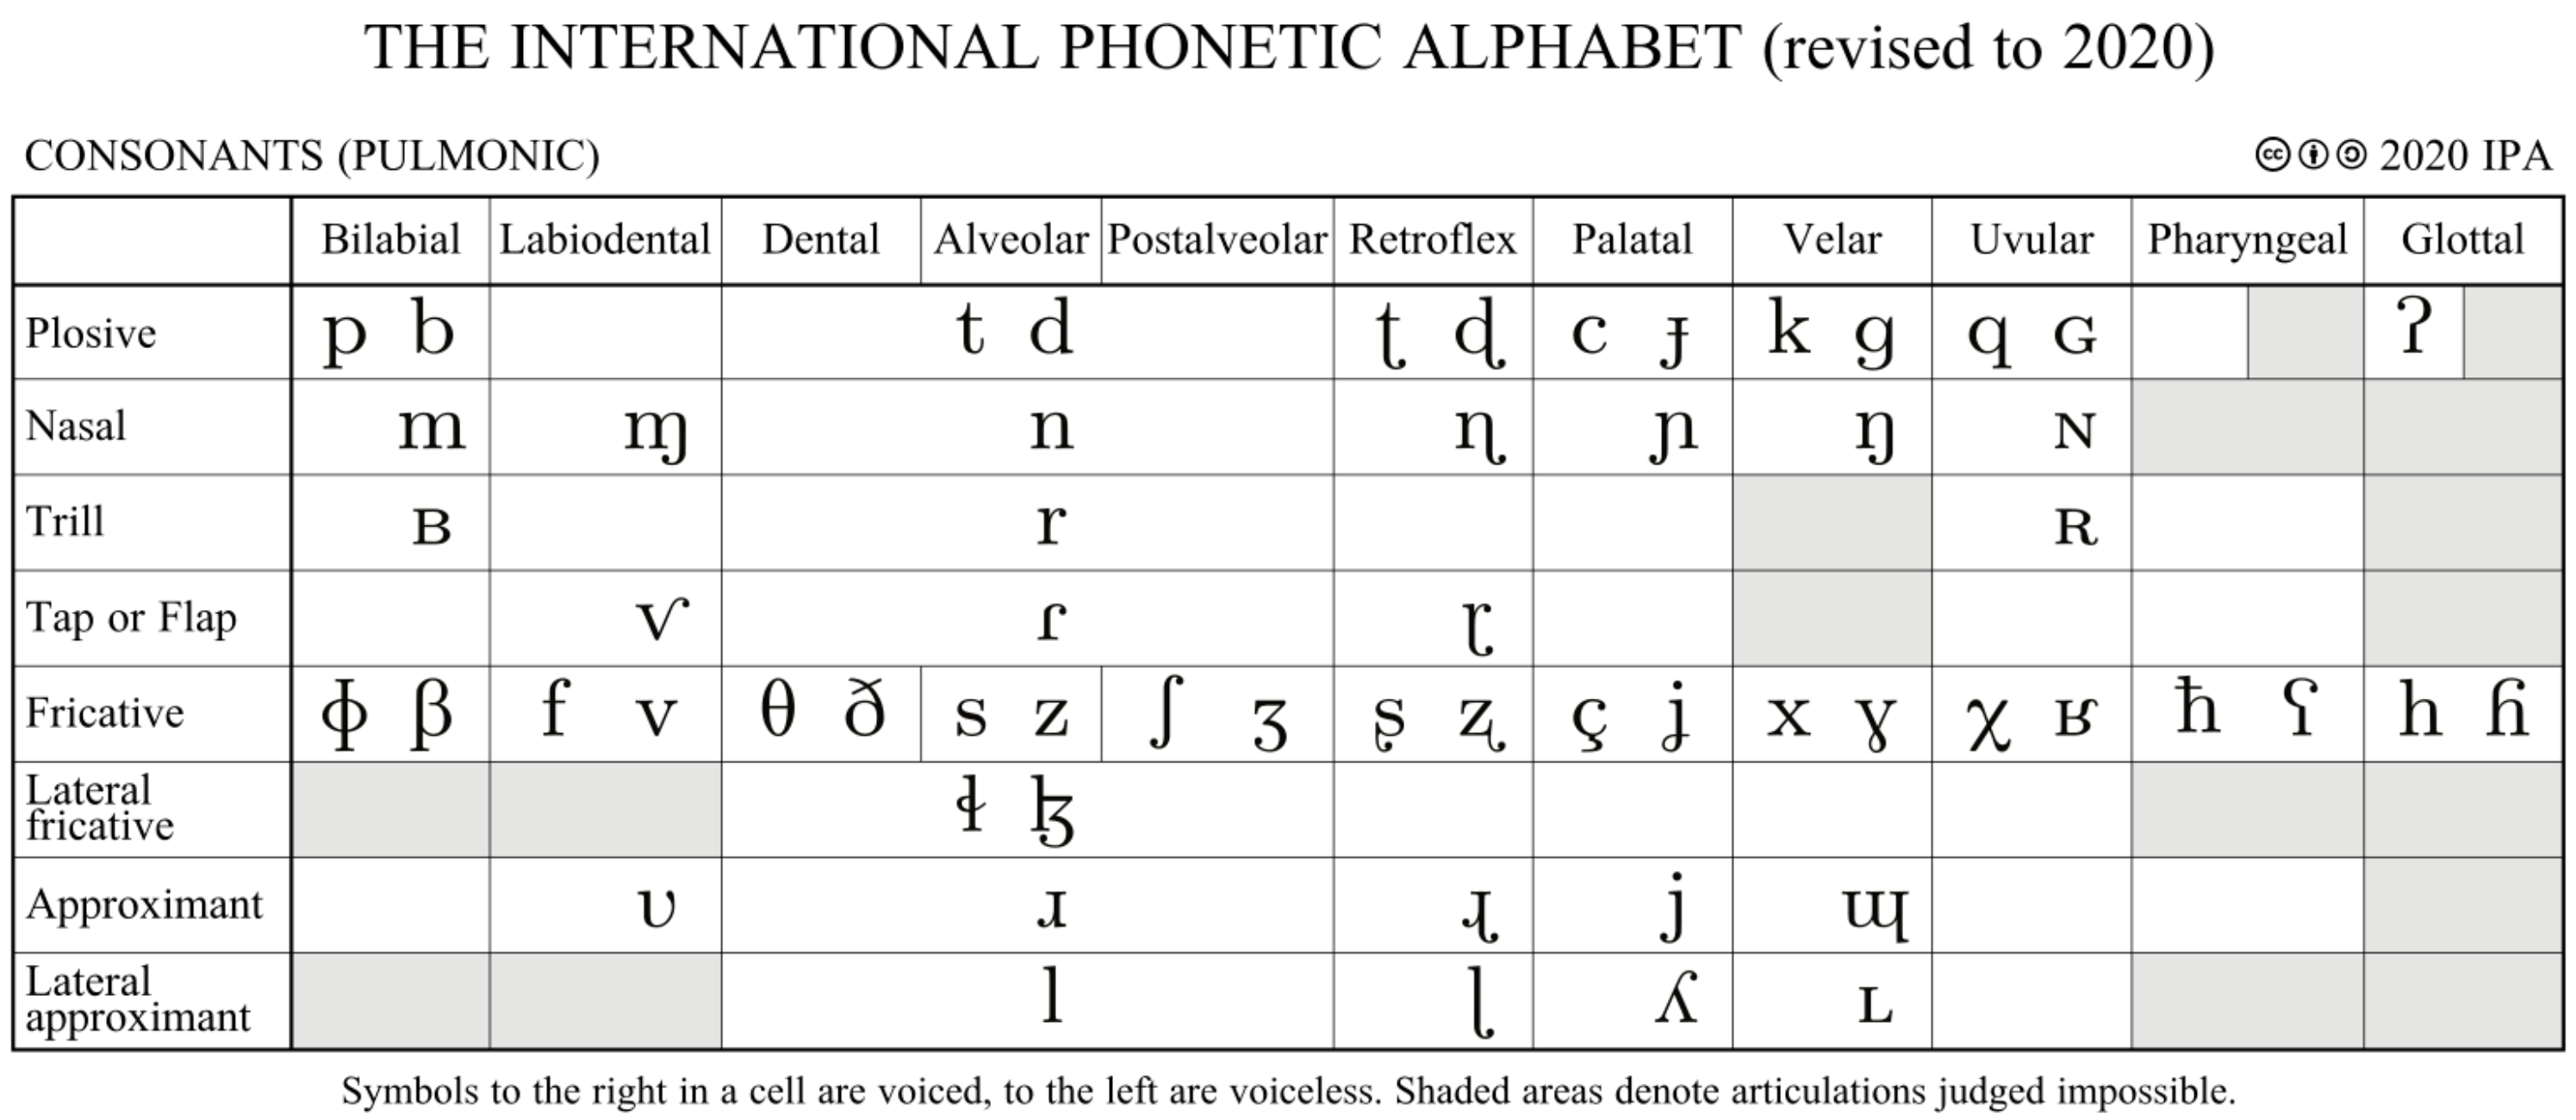 THE INTERNATIONAL PHONETIC ALPHABET (revised to 2020)
CONSONANTS (PULMONIC) 2020 IPA
Bilabial Labiodental Dental Alveolar Postalveolar Retroflex Palatal Velar Uvular Pharyngeal Glottal
Plosive p b t d ʈ ɖ c ɟ k ɡ q ɢ ʔ
Nasal m ɱ n ɳ ɲ ŋ ɴ
Trill ʙ r ʀ
Tap or Flap ⱱ ɾ ɽ
Fricative ɸ β f v θ ð s z ʃ ʒ ʂ ʐ ç ʝ x ɣ χ ʁ ħ ʕ h ɦ
Lateral
fricative ɬ ɮ
Approximant ʋ ɹ ɻ j ɰ
Lateral
approximant l ɭ ʎ ʟ
Symbols to the right in a cell are voiced, to the left are voiceless. Shaded areas denote articulations judged impossible.